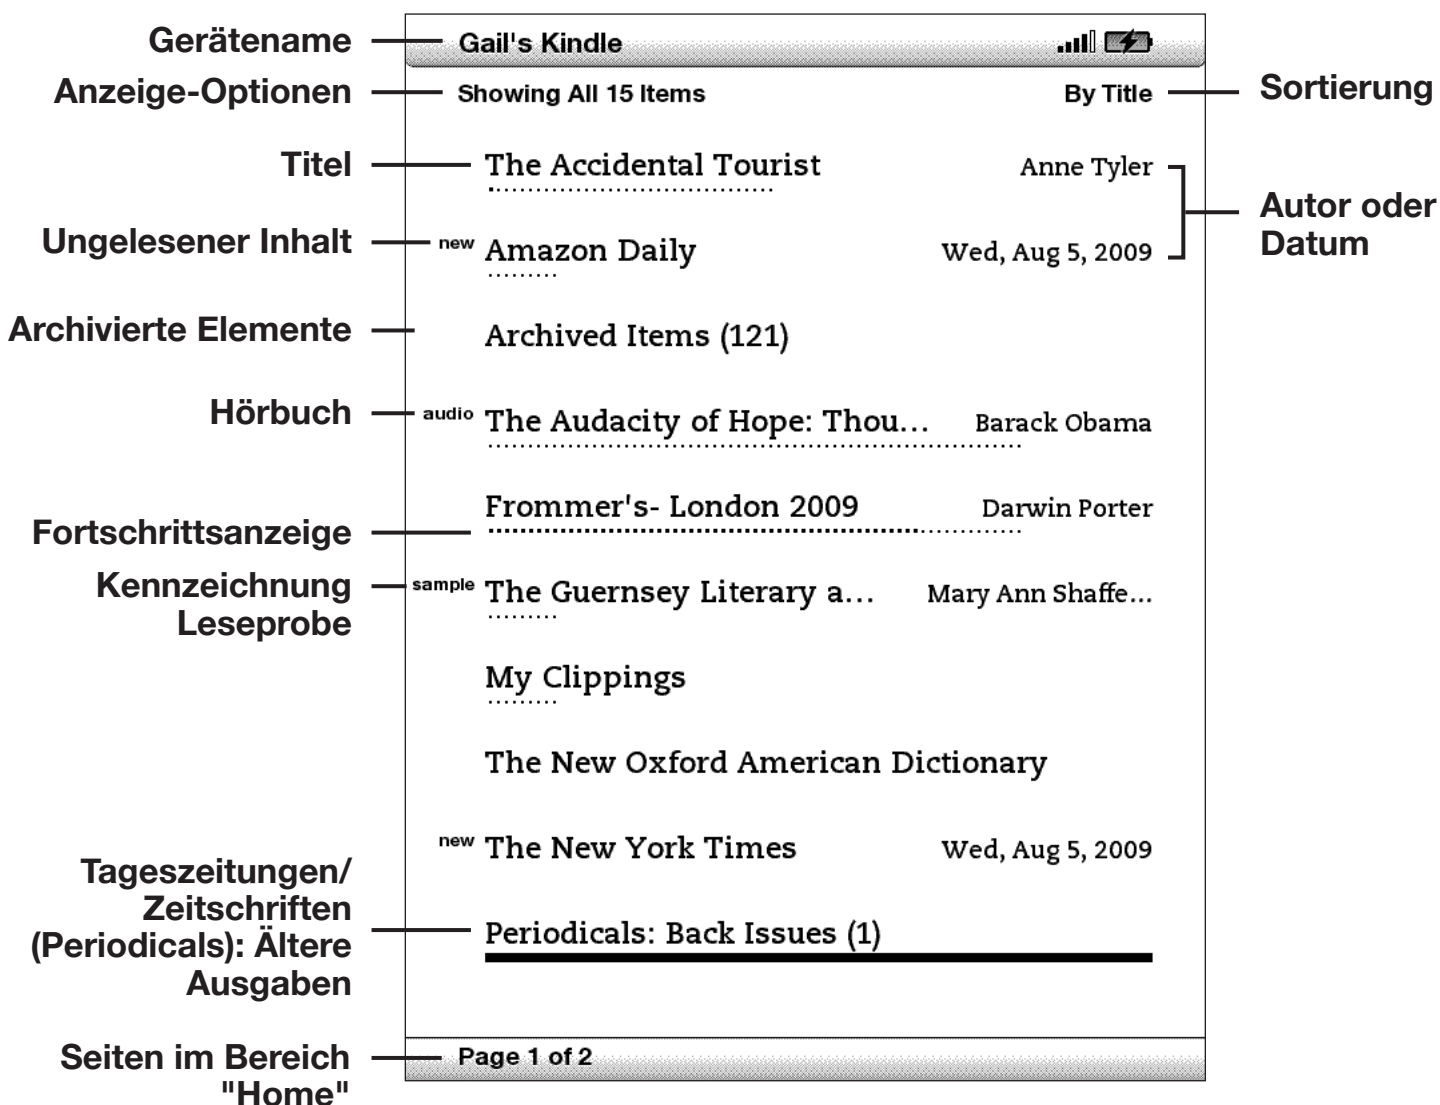 Gerätename
Gail's Kindle
Anzeige-Optionen
Showing All 15 Items
By Title
Sortierung
Titel
The Accidental Tourist
Anne Tyler
Autor oder
Datum
Ungelesener Inhalt
new
Amazon Daily
Wed, Aug 5, 2009
Archivierte Elemente
Archived Items (121)
Hörbuch
audio
The Audacity of Hope: Thou...
Barack Obama
Frommer's- London 2009
Darwin Porter
Fortschrittsanzeige
Kennzeichnung
Leseprobe
sample
The Guernsey Literary a...
Mary Ann Shaffe...
My Clippings
The New Oxford American Dictionary
new
The New York Times
Wed, Aug 5, 2009
Tageszeitungen/
Zeitschriften
(Periodicals): Ältere
Ausgaben
Periodicals: Back Issues (1)
Seiten im Bereich
"Home"
Page 1 of 2